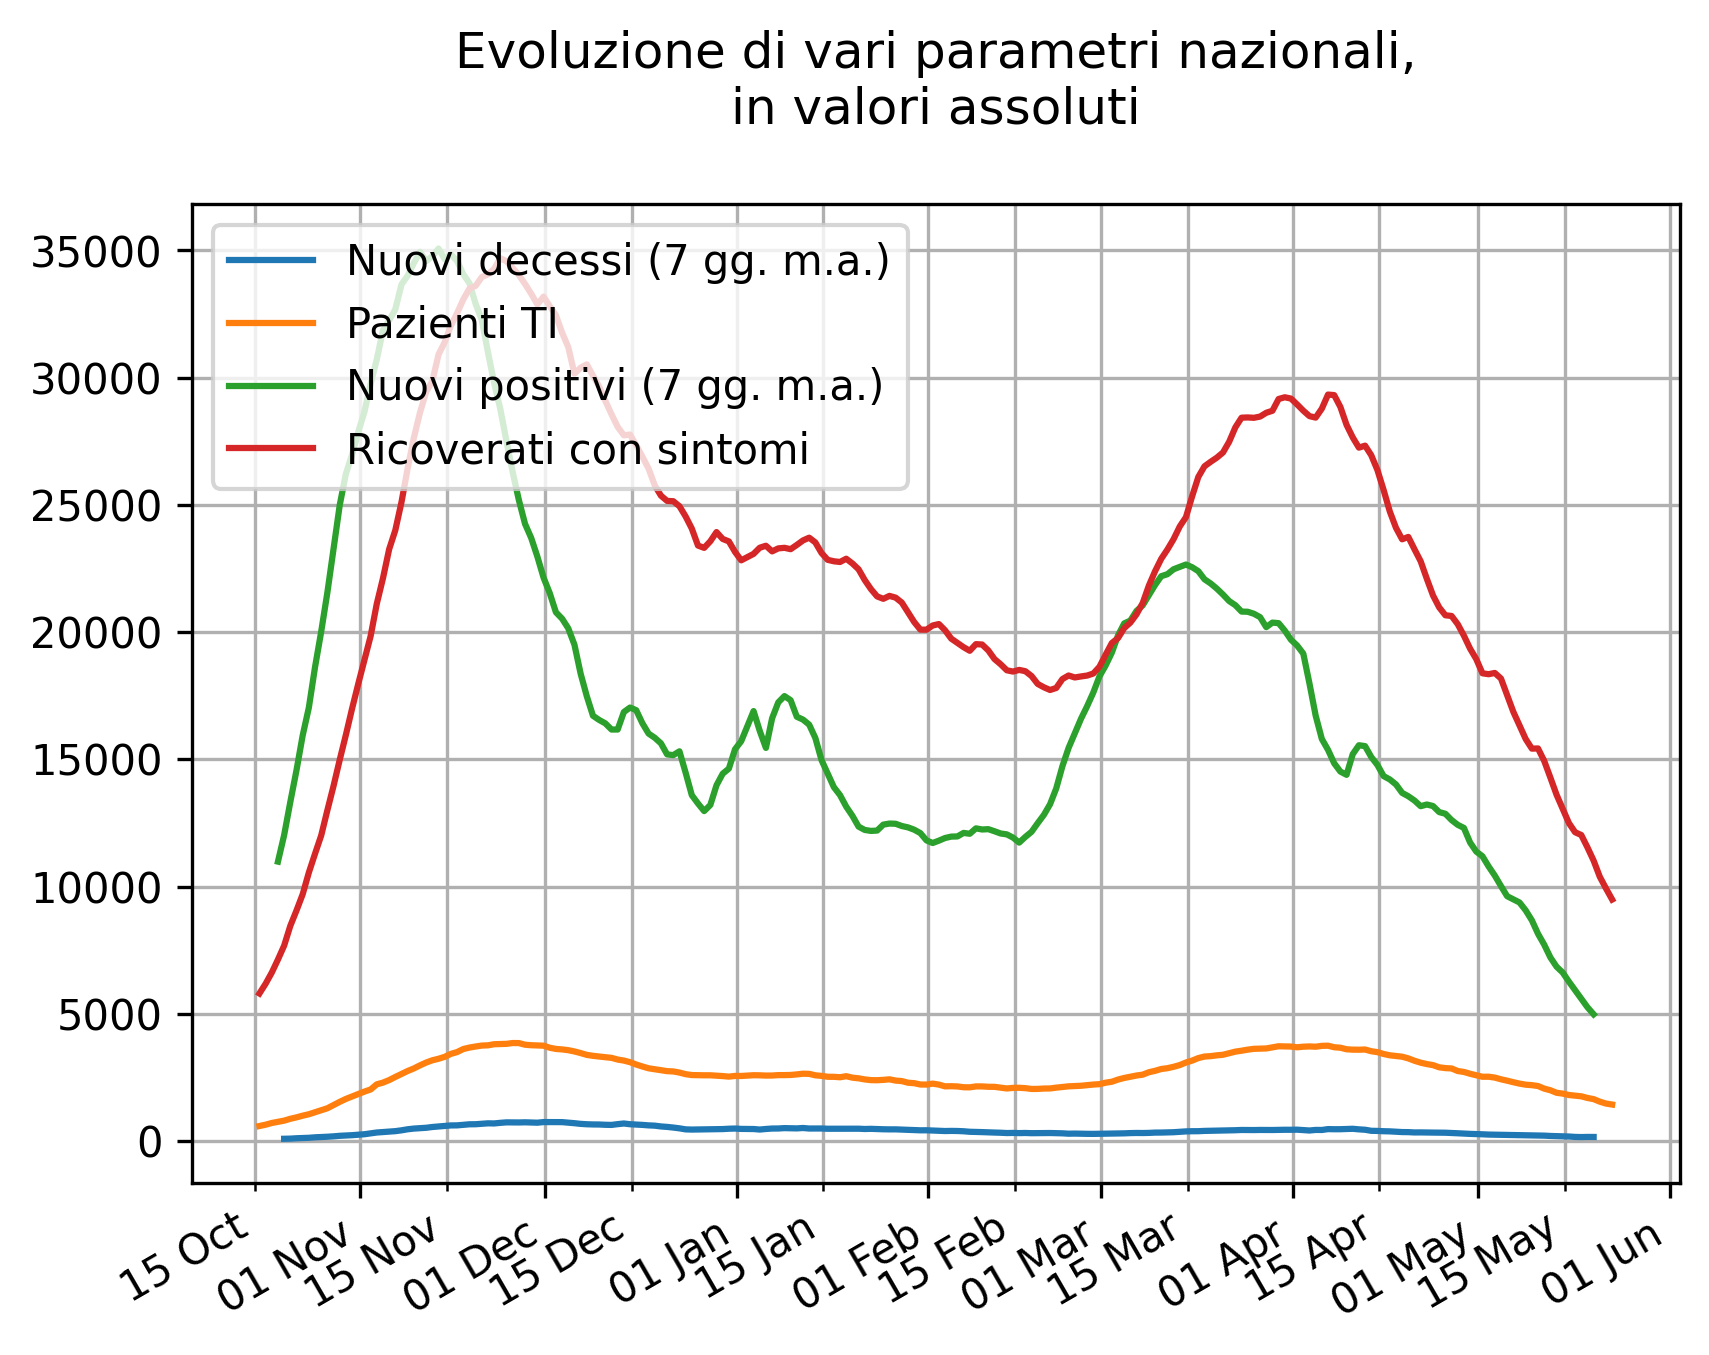 Evoluzione di vari parametri nazionali,
in valori assoluti
35000
30000
25000
20000
15000
10000
5000
0
Nuovi decessi (7 gg. m.a.)
Pazienti TI
Nuovi positivi (7 gg. m.a.)
Ricoverati con sintomi
15 Oct
01 Nov
15 Nov
01 Dec
15 Dec
01 Jan
15 Jan
01 Feb
15 Feb
01 Mar
15 Mar
01 Apr
15 Apr
01 May
15 May
01 Jun